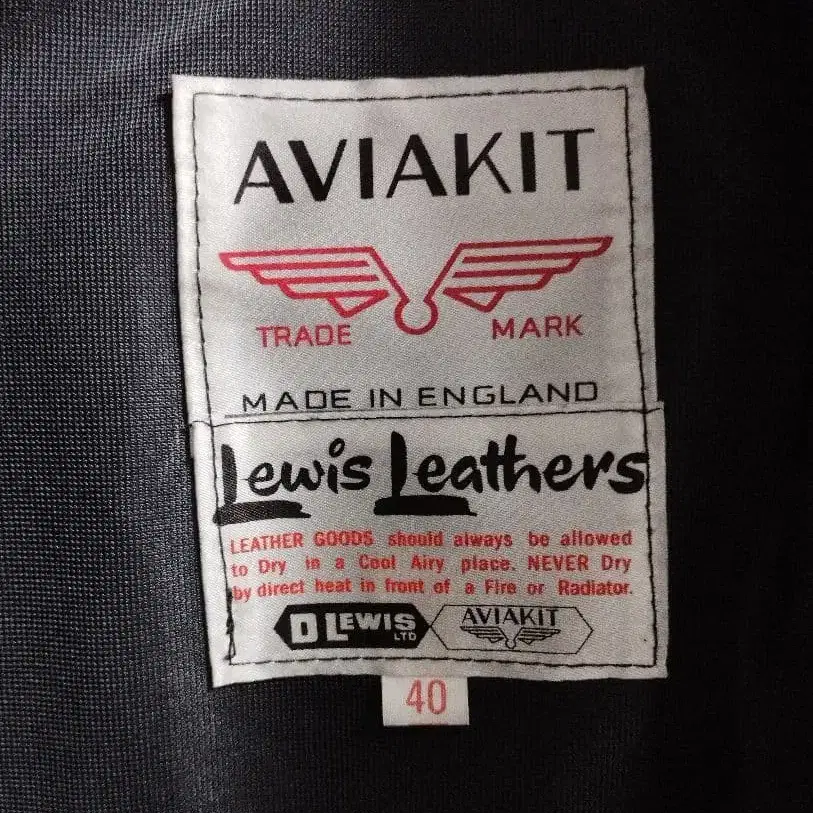 AVIAKIT
TRADE MARK
MADE IN ENGLAND
Lewis Leathers
LEATHER GOODS should always be allowed
to Dry in a Cool Airy place. NEVER Dry
by direct heat in front of a Fire or Radiator.
D LEWIS LTD AVIAKIT
40